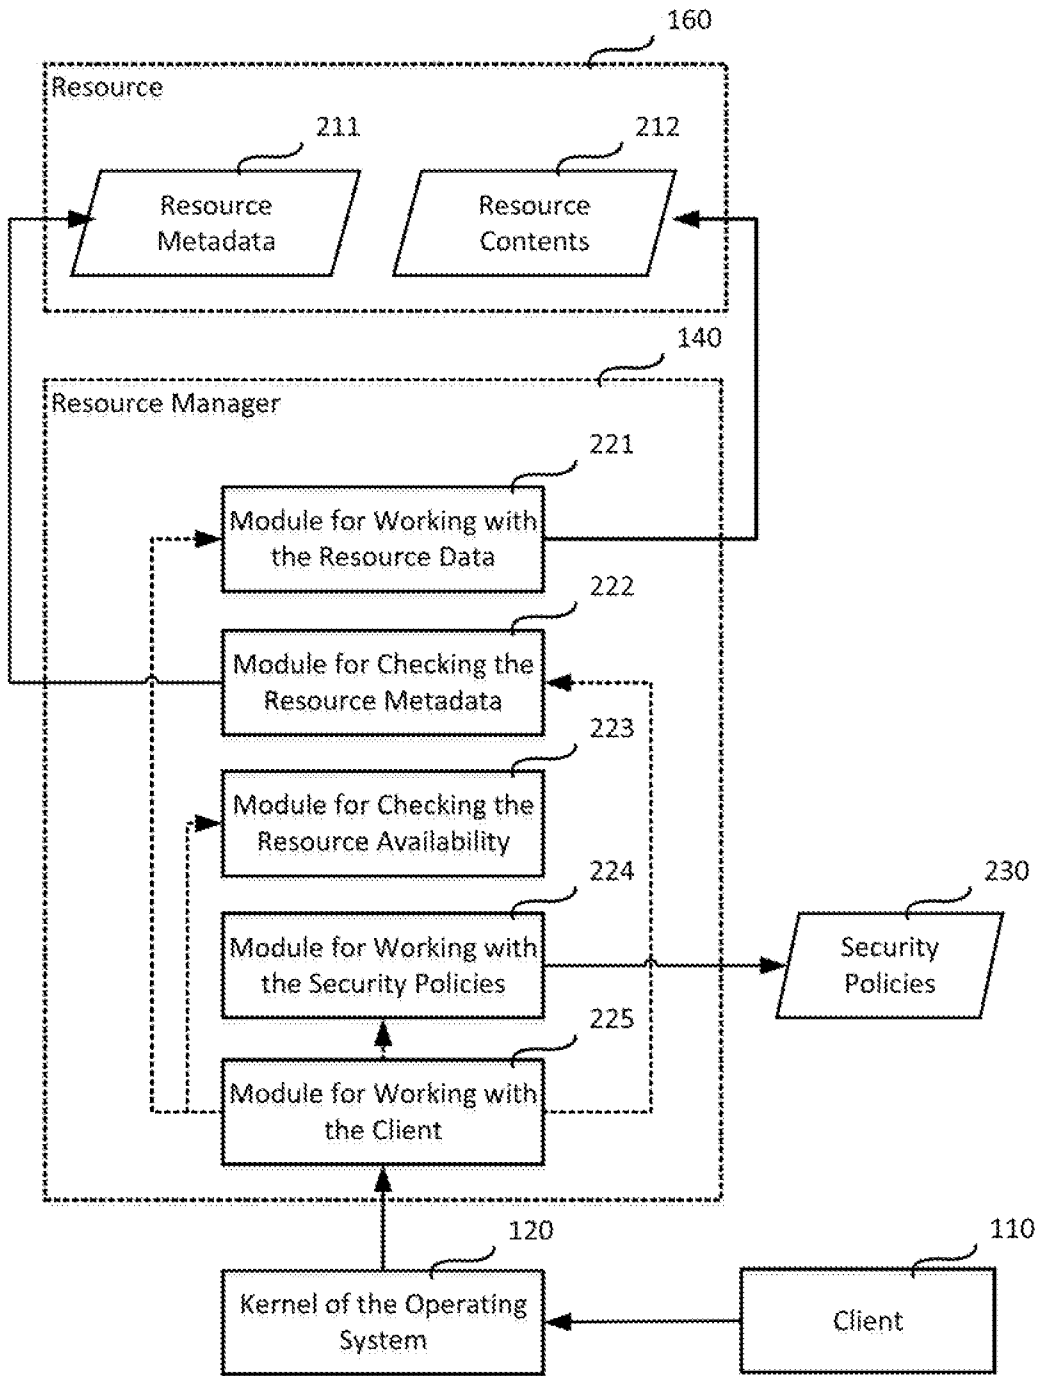 160
Resource
211
212
Resource
Metadata
Resource
Contents
140
Resource Manager
221
Module for Working with
the Resource Data
222
Module for Checking the
Resource Metadata
223
Module for Checking the
Resource Availability
224
230
Module for Working with
the Security Policies
Security
Policies
225
Module for Working with
the Client
120
110
Kernel of the Operating
System
Client